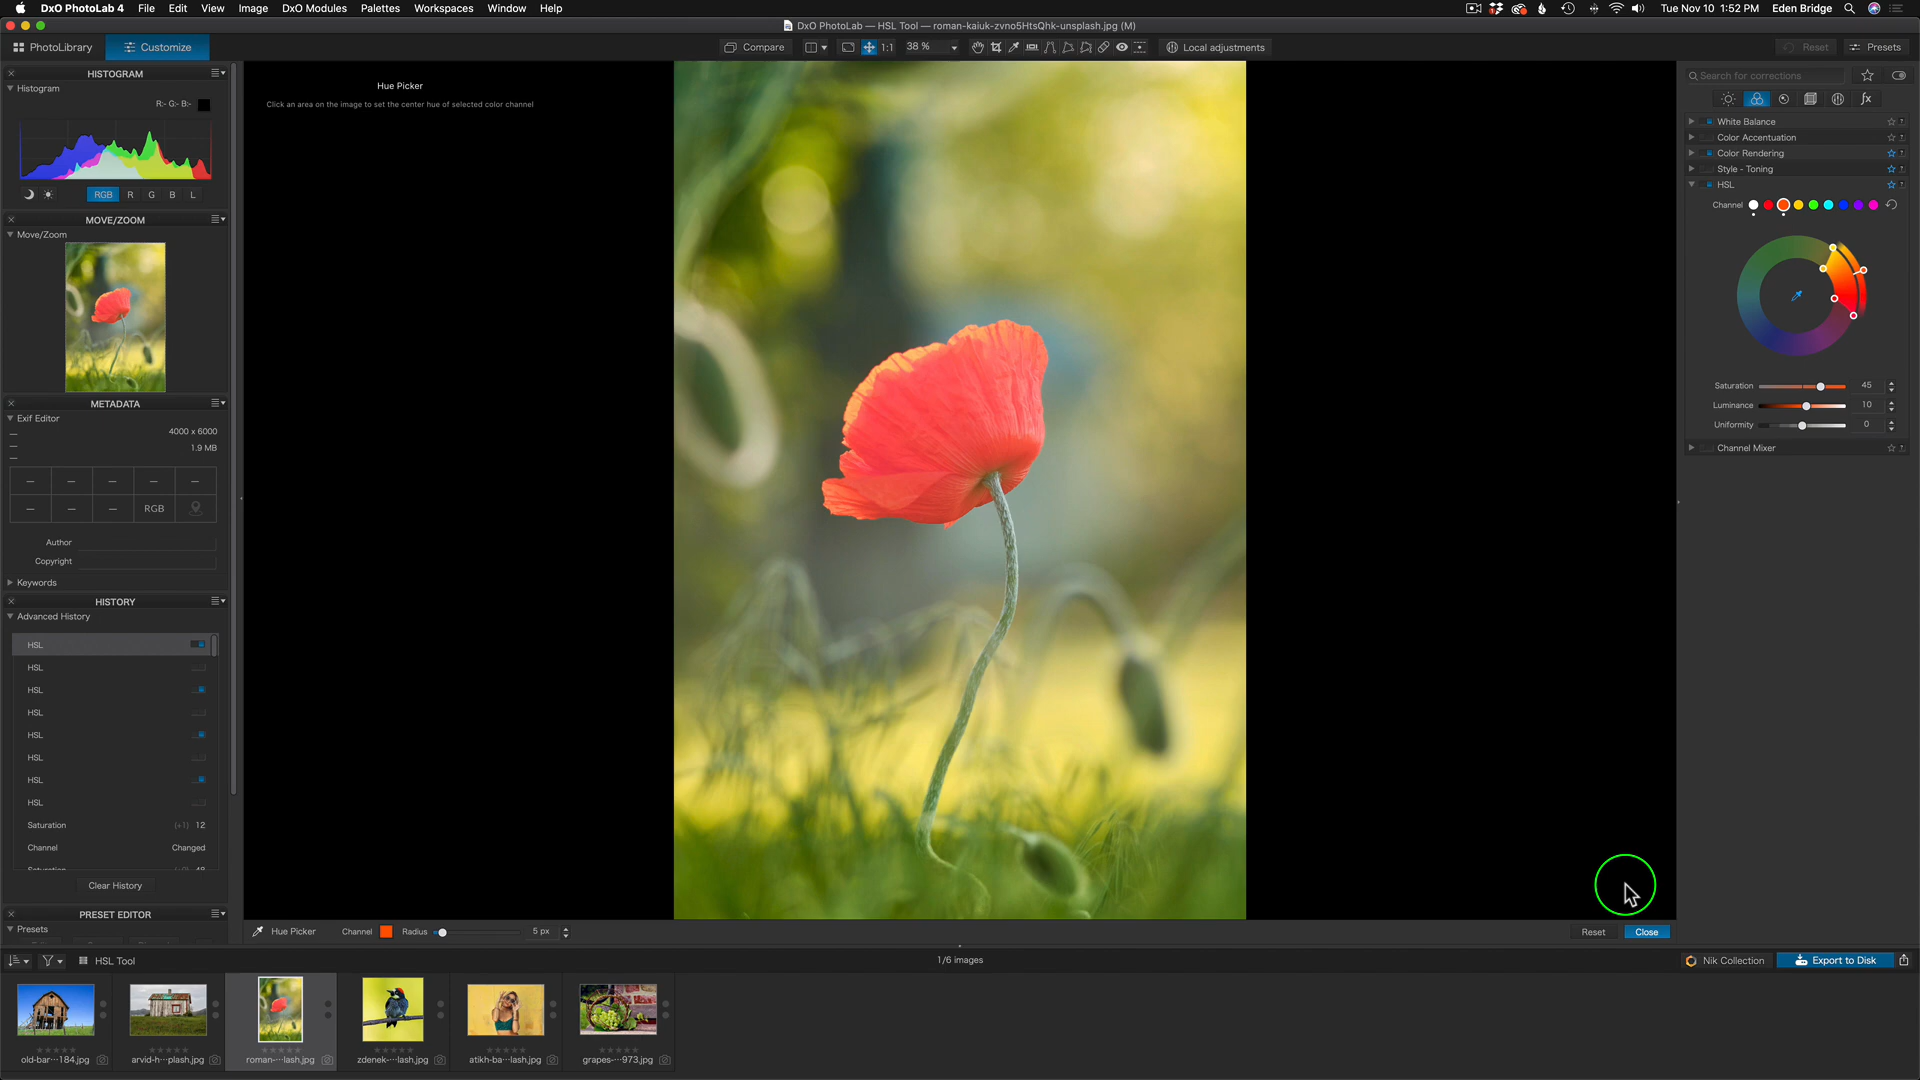 DxO PhotoLab 4 File Edit View Image DxO Modules Palettes Workspaces Window Help Tue Nov 10 1:52 PM Eden Bridge
DxO PhotoLab — HSL Tool — roman-kaiuk-zvno5HtsQhk-unsplash.jpg (M)
PhotoLibrary Customize Compare 1:1 38 % Local adjustments Reset Presets
HISTOGRAM
Histogram
R:- G:- B:-
RGB R G B L
MOVE/ZOOM
Move/Zoom
METADATA
Exif Editor
4000 x 6000
1.9 MB
RGB
Author
Copyright
Keywords
HISTORY
Advanced History
HSL
HSL
HSL
HSL
HSL
HSL
HSL
HSL
Saturation (+1) 12
Channel Changed
Clear History
PRESET EDITOR
Presets
Hue Picker
Click an area on the image to set the center hue of selected color channel
Search for corrections
fx
White Balance
Color Accentuation
Color Rendering
Style - Toning
HSL
Channel
Saturation 45
Luminance 10
Uniformity 0
Channel Mixer
Hue Picker Channel Radius 5 px Reset Close
HSL Tool 1/6 images Nik Collection Export to Disk
old-bar···184.jpg arvid-h···plash.jpg roman-···lash.jpg zdenek-···lash.jpg atikh-ba···lash.jpg grapes-···973.jpg